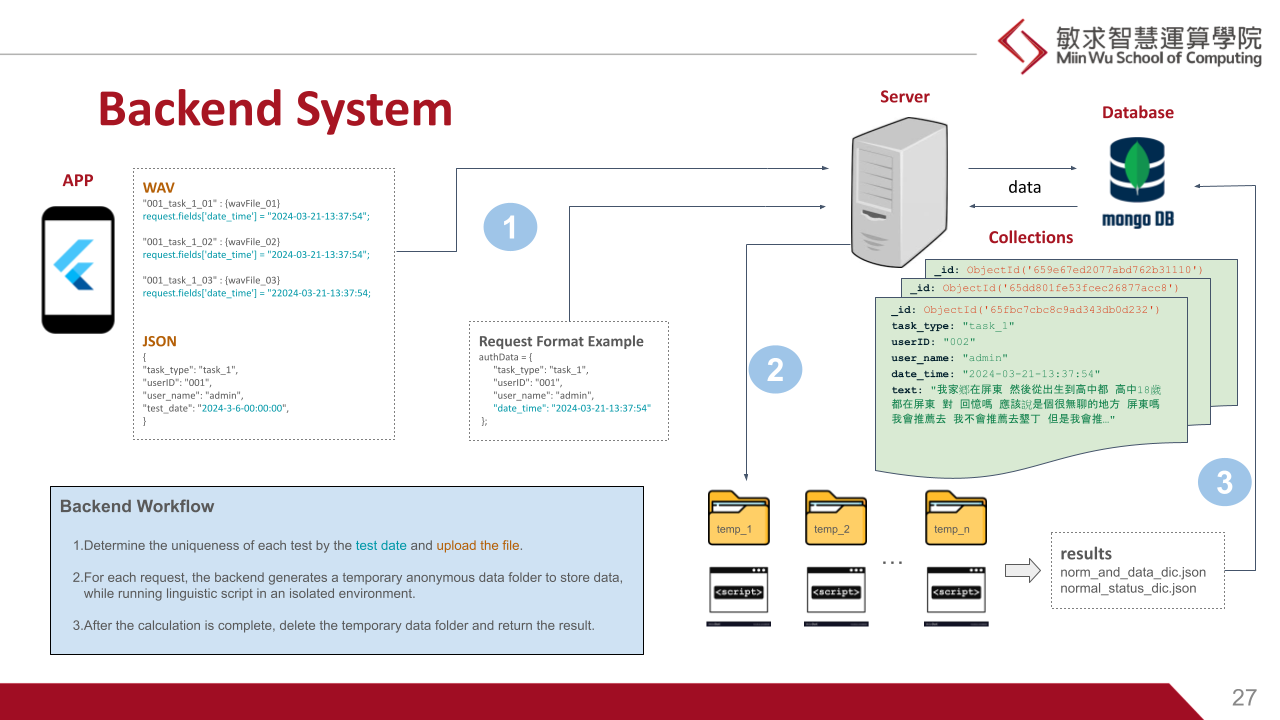 敏求智慧運算學院
Miin Wu School of Computing
Backend System
Server
Database
APP
WAV
"001_task_1_01" : {wavFile_01}
request.fields['date_time'] = "2024-03-21-13:37:54";
"001_task_1_02" : {wavFile_02}
request.fields['date_time'] = "2024-03-21-13:37:54";
"001_task_1_03" : {wavFile_03}
request.fields['date_time'] = "22024-03-21-13:37:54;
JSON
{
"task_type": "task_1",
"userID": "001",
"user_name": "admin",
"test_date": "2024-3-6-00:00:00",
}
1
Request Format Example
authData = {
"task_type": "task_1",
"userID": "001",
"user_name": "admin",
"date_time": "2024-03-21-13:37:54"
};
data
mongo DB
Collections
_id: ObjectId('659e67ed2077abd762b31110')
_id: ObjectId('65dd801fe53fcec26877acc8')
_id: ObjectId('65fbc7cbc8c9ad343db0d232')
task_type: "task_1"
userID: "002"
user_name: "admin"
date_time: "2024-03-21-13:37:54"
text: "我家鄉在屏東 然後從出生到高中都 高中18歲
都在屏東 對 回憶嗎 應該說是個很無聊的地方 屏東嗎
我會推薦去 我不會推薦去墾丁 但是我會推…"
2
3
Backend Workflow
1.Determine the uniqueness of each test by the test date and upload the file.
2.For each request, the backend generates a temporary anonymous data folder to store data,
while running linguistic script in an isolated environment.
3.After the calculation is complete, delete the temporary data folder and return the result.
temp_1
temp_2
temp_n
...
<script>
<script>
<script>
results
norm_and_data_dic.json
normal_status_dic.json
27